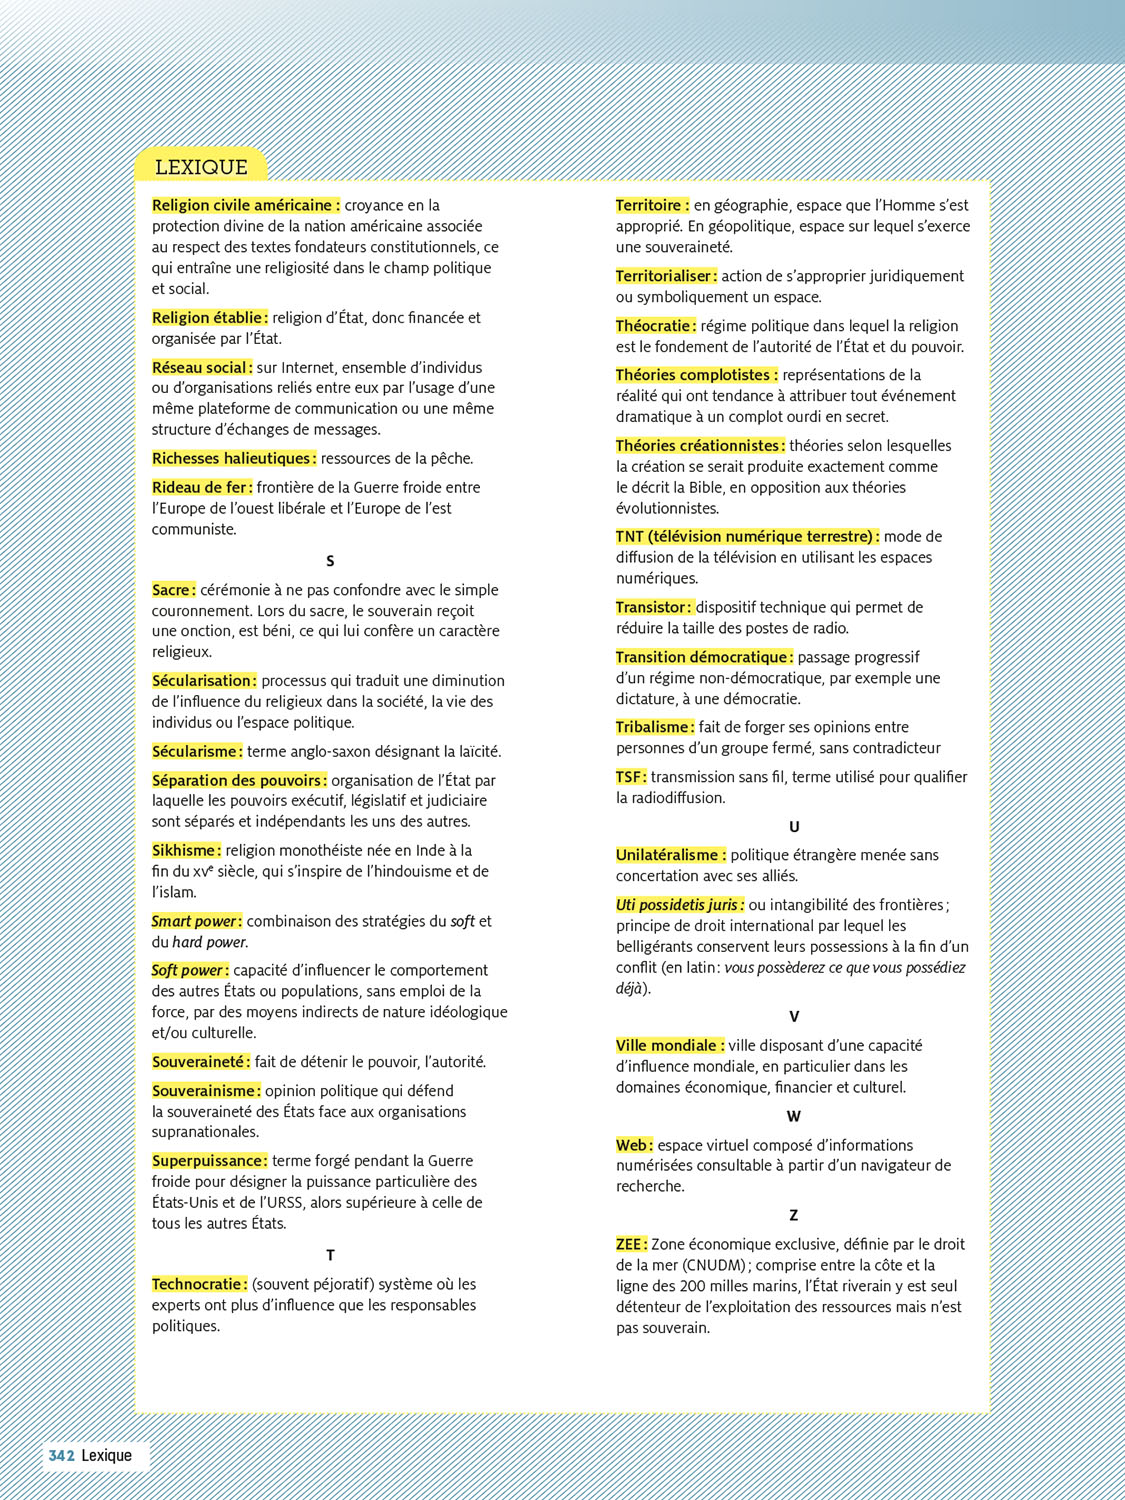 LEXIQUE
Religion civile américaine : croyance en la
protection divine de la nation américaine associée
au respect des textes fondateurs constitutionnels, ce
qui entraîne une religiosité dans le champ politique
et social.
Religion établie : religion d’État, donc financée et
organisée par l’État.
Réseau social : sur Internet, ensemble d’individus
ou d’organisations reliés entre eux par l’usage d’une
même plateforme de communication ou une même
structure d’échanges de messages.
Richesses halieutiques : ressources de la pêche.
Rideau de fer : frontière de la Guerre froide entre
l’Europe de l’ouest libérale et l’Europe de l’est
communiste.
S
Sacre : cérémonie à ne pas confondre avec le simple
couronnement. Lors du sacre, le souverain reçoit
une onction, est béni, ce qui lui confère un caractère
religieux.
Sécularisation : processus qui traduit une diminution
de l’influence du religieux dans la société, la vie des
individus ou l’espace politique.
Sécularisme : terme anglo-saxon désignant la laïcité.
Séparation des pouvoirs : organisation de l’État par
laquelle les pouvoirs exécutif, législatif et judiciaire
sont séparés et indépendants les uns des autres.
Sikhisme : religion monothéiste née en Inde à la
fin du XVe siècle, qui s’inspire de l’hindouisme et de
l’islam.
Smart power : combinaison des stratégies du soft et
du hard power.
Soft power : capacité d’influencer le comportement
des autres États ou populations, sans emploi de la
force, par des moyens indirects de nature idéologique
et/ou culturelle.
Souveraineté : fait de détenir le pouvoir, l’autorité.
Souverainisme : opinion politique qui défend
la souveraineté des États face aux organisations
supranationales.
Superpuissance : terme forgé pendant la Guerre
froide pour désigner la puissance particulière des
États-Unis et de l’URSS, alors supérieure à celle de
tous les autres États.
T
Technocratie : (souvent péjoratif) système où les
experts ont plus d’influence que les responsables
politiques.
Territoire : en géographie, espace que l’Homme s’est
approprié. En géopolitique, espace sur lequel s’exerce
une souveraineté.
Territorialiser : action de s’approprier juridiquement
ou symboliquement un espace.
Théocratie : régime politique dans lequel la religion
est le fondement de l’autorité de l’État et du pouvoir.
Théories complotistes : représentations de la
réalité qui ont tendance à attribuer tout événement
dramatique à un complot ourdi en secret.
Théories créationnistes : théories selon lesquelles
la création se serait produite exactement comme
le décrit la Bible, en opposition aux théories
évolutionnistes.
TNT (télévision numérique terrestre) : mode de
diffusion de la télévision en utilisant les espaces
numériques.
Transistor : dispositif technique qui permet de
réduire la taille des postes de radio.
Transition démocratique : passage progressif
d’un régime non-démocratique, par exemple une
dictature, à une démocratie.
Tribalisme : fait de forger ses opinions entre
personnes d’un groupe fermé, sans contradicteur
TSF : transmission sans fil, terme utilisé pour qualifier
la radiodiffusion.
U
Unilatéralisme : politique étrangère menée sans
concertation avec ses alliés.
Uti possidetis juris : ou intangibilité des frontières ;
principe de droit international par lequel les
belligérants conservent leurs possessions à la fin d’un
conflit (en latin : vous possèderez ce que vous possédiez
déjà).
V
Ville mondiale : ville disposant d’une capacité
d’influence mondiale, en particulier dans les
domaines économique, financier et culturel.
W
Web : espace virtuel composé d’informations
numérisées consultable à partir d’un navigateur de
recherche.
Z
ZEE : Zone économique exclusive, définie par le droit
de la mer (CNUDM) ; comprise entre la côte et la
ligne des 200 milles marins, l’État riverain y est seul
détenteur de l’exploitation des ressources mais n’est
pas souverain.
342 Lexique